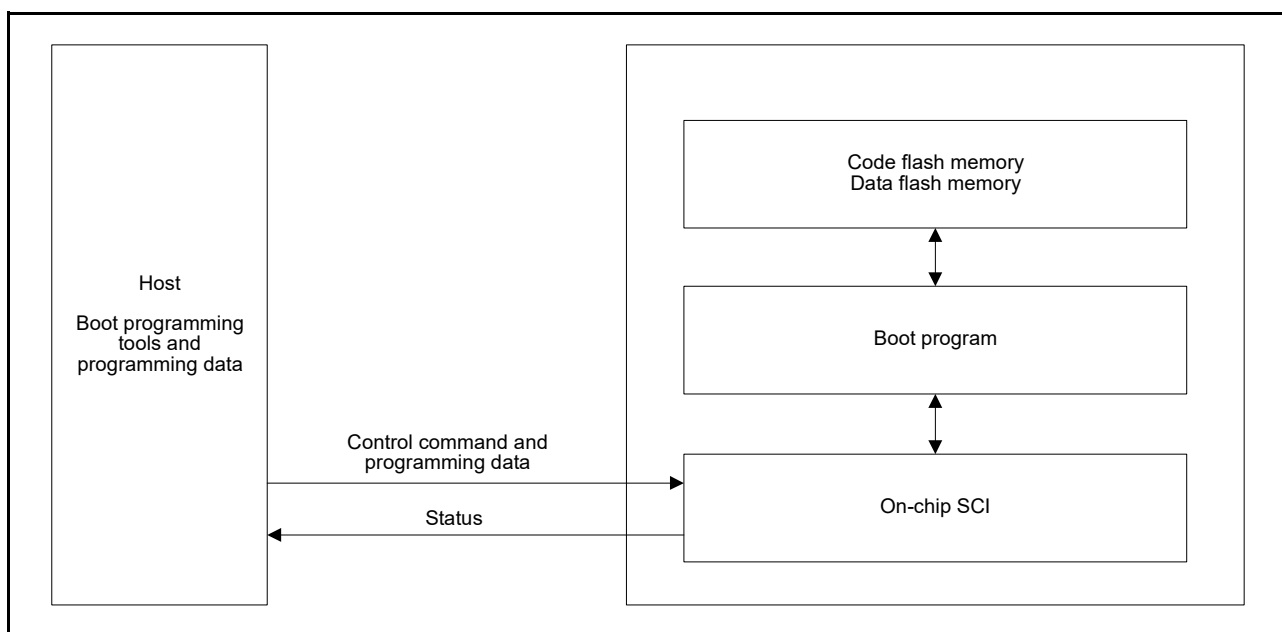 Host
Boot programming
tools and
programming data
Control command and
programming data
Status
Code flash memory
Data flash memory
Boot program
On-chip SCI